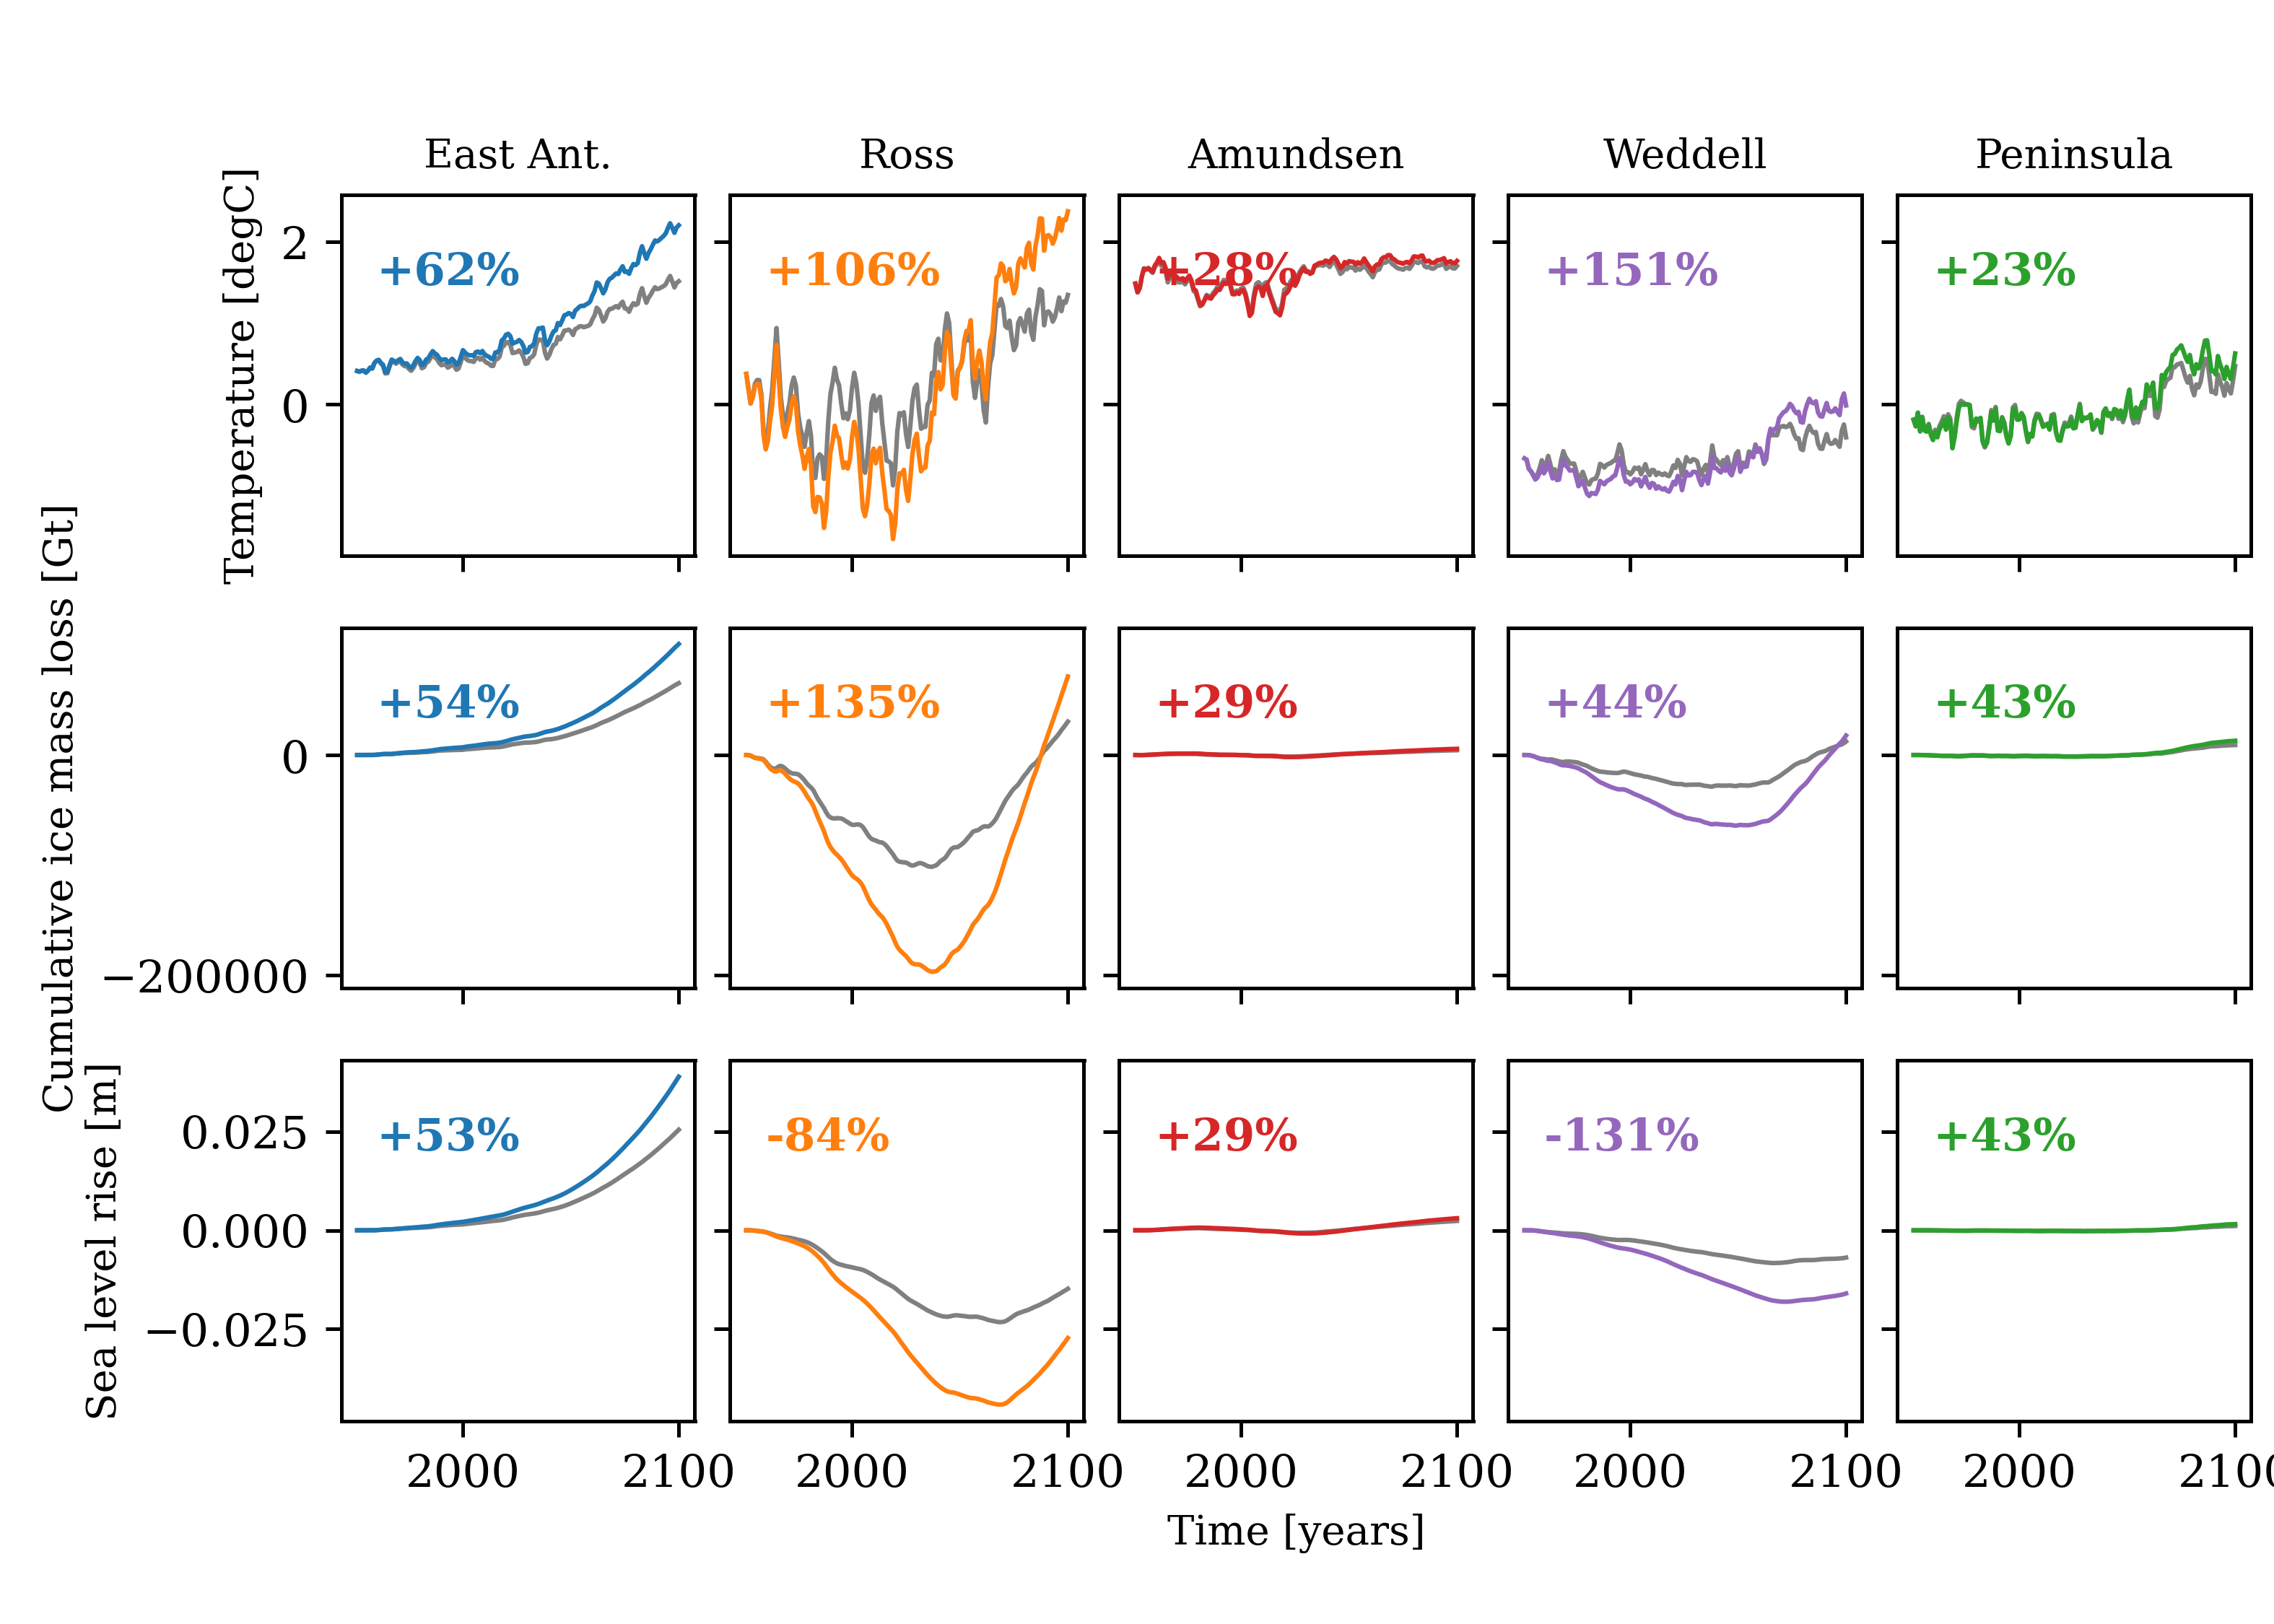 East Ant. Ross Amundsen Weddell Peninsula
Temperature [degC]
2
0
+62% +106% +28% +151% +23%
Cumulative ice mass loss [Gt]
0
−200000
+54% +135% +29% +44% +43%
Sea level rise [m]
0.025
0.000
−0.025
+53% -84% +29% -131% +43%
2000 2100 2000 2100 2000 2100 2000 2100 2000 2100
Time [years]